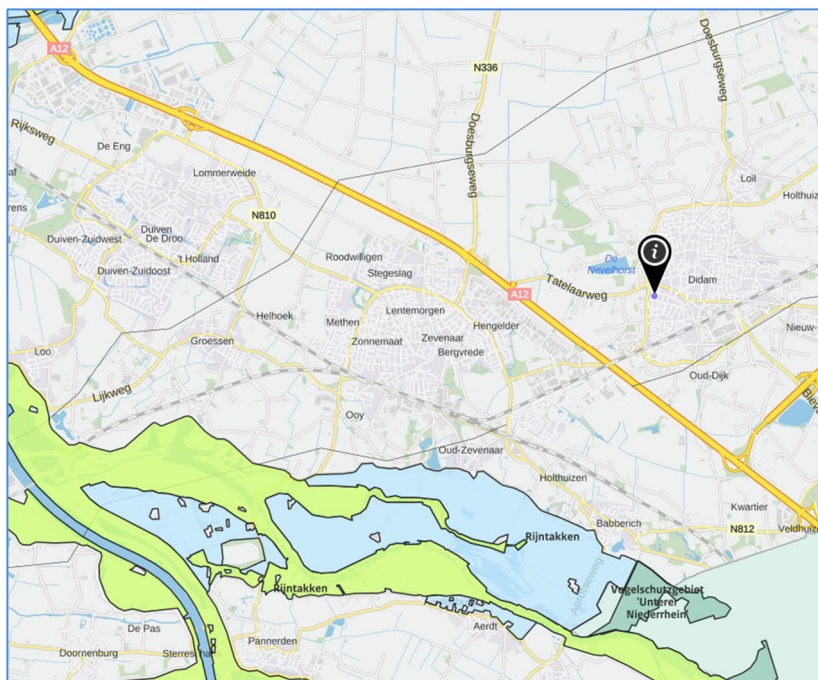 A12
N336
Doesburgseweg
Rijksweg
De Eng
Lommerweide
Doesburgseweg
Loil
Holthuize
N810
Duiven
De Droo
Duiven-Zuidwest
't Holland
Duiven-Zuidoost
Roodwilligen
Stegeslag
De
Nevelhorst
i
Didam
Tatelaarweg
A12
Lentemorgen
Helhoek
Methen
Hengelder
Zevenaar
Groessen
Zonnemaat
Bergvrede
Nieuw-
Loo
Oud-Dijk
Lijkweg
Ooy
Oud-Zevenaar
Holthuizen
Kwartier
Babberich
N812
Veldhuize
Rijntakken
Rijntakken
Vogelschutzgebiet
'Unterer
Niederrhein'
De Pas
Aerdt
Pannerden
Doornenburg